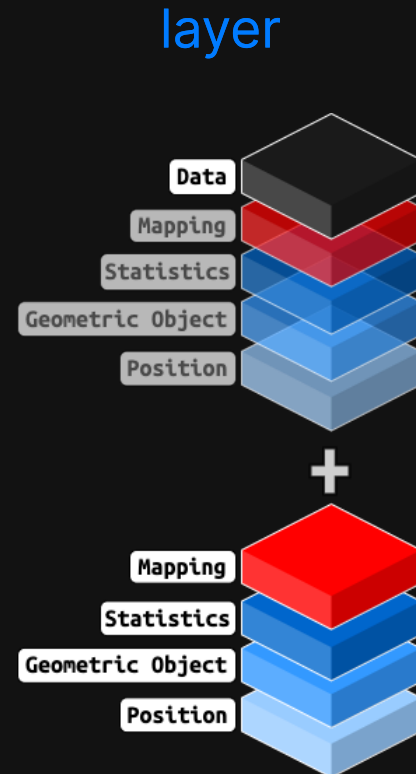 layer
Data
Mapping
Statistics
Geometric Object
Position
+
Mapping
Statistics
Geometric Object
Position